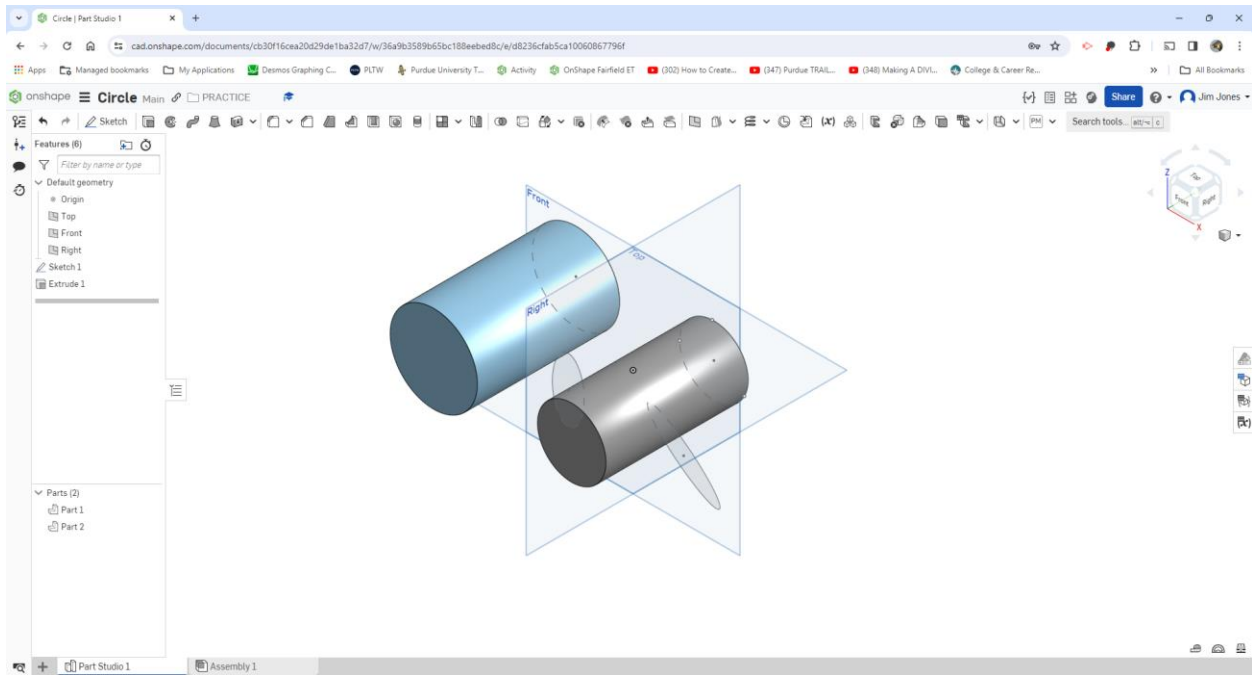 Circle | Part Studio 1
cad.onshape.com/documents/cb30f16cea20d29de1ba32d7/w/36a9b3589b65bc188eebed8c/e/d8236cfab5ca10060867796f
Apps Managed bookmarks My Applications Desmos Graphing C... PLTW Purdue University T... Activity OnShape Fairfield ET (302) How to Create... (347) Purdue TRAIL... (348) Making A DIVI... College & Career Re... » All Bookmarks
onshape Circle Main PRACTICE Share Jim Jones
Sketch PM Search tools... alt/⌥ c
Features (6)
Filter by name or type
Default geometry
Origin
Top
Front
Right
Sketch 1
Extrude 1
Parts (2)
Part 1
Part 2
Front
Top
Right
Z
Top
Front
Right
X
Part Studio 1
Assembly 1